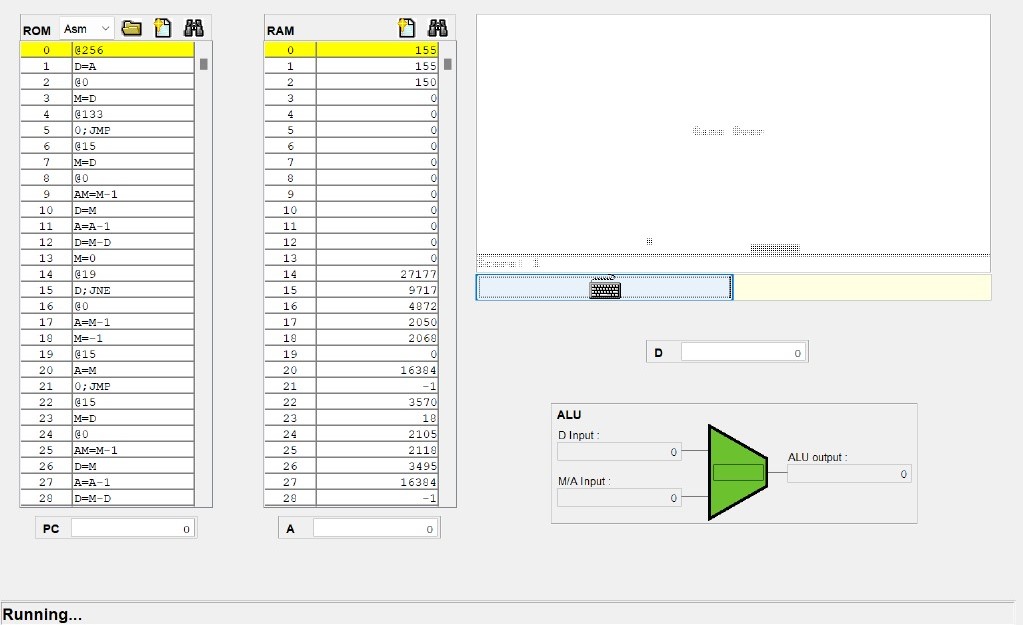 ROM Asm
0 @256
1 D=A
2 @0
3 M=D
4 @133
5 0;JMP
6 @15
7 M=D
8 @0
9 AM=M-1
10 D=M
11 A=A-1
12 D=M-D
13 M=0
14 @19
15 D;JNE
16 @0
17 A=M-1
18 M=-1
19 @15
20 A=M
21 0;JMP
22 @15
23 M=D
24 @0
25 AM=M-1
26 D=M
27 A=A-1
28 D=M-D
PC 0
RAM
0 155
1 155
2 150
3 0
4 0
5 0
6 0
7 0
8 0
9 0
10 0
11 0
12 0
13 0
14 27177
15 9717
16 4872
17 2050
18 2068
19 0
20 16384
21 -1
22 3570
23 18
24 2105
25 2118
26 3495
27 16384
28 -1
A 0
Game Over
Score: 1
D 0
ALU
D Input :
0
M/A Input :
0
ALU output :
0
Running...